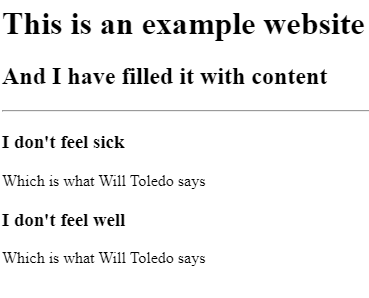 This is an example website
And I have filled it with content
I don't feel sick
Which is what Will Toledo says
I don't feel well
Which is what Will Toledo says